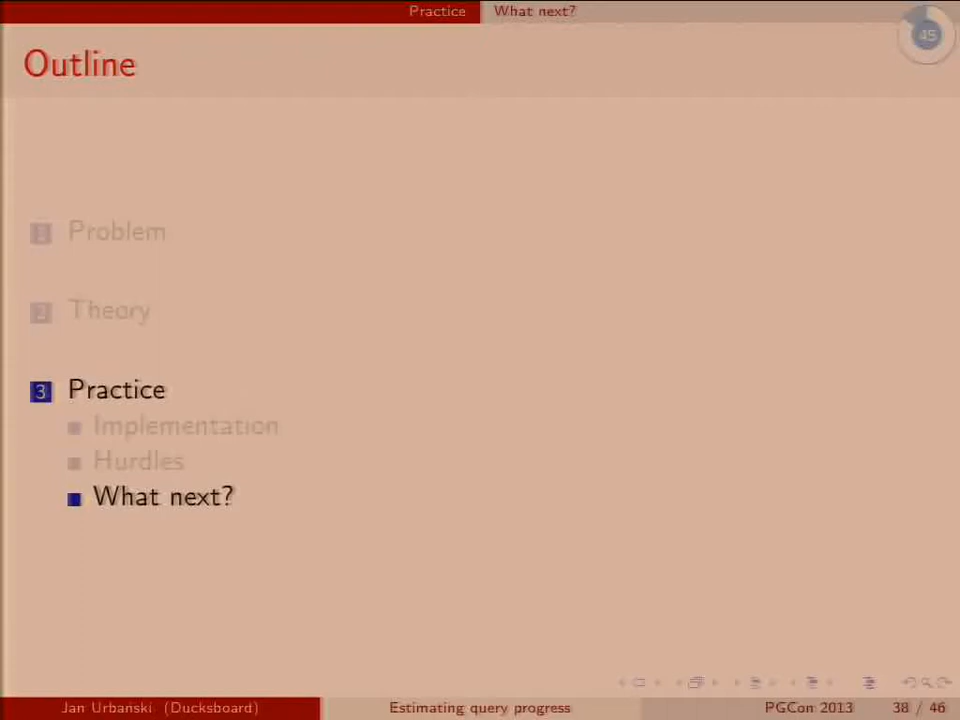 Practice What next?
45
Outline
1 Problem
2 Theory
3 Practice
Implementation
Hurdles
What next?
Jan Urbański (Ducksboard) Estimating query progress PGCon 2013 38 / 46